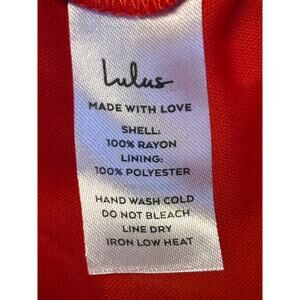 Lulus
MADE WITH LOVE
SHELL:
100% RAYON
LINING:
100% POLYESTER
HAND WASH COLD
DO NOT BLEACH
LINE DRY
IRON LOW HEAT